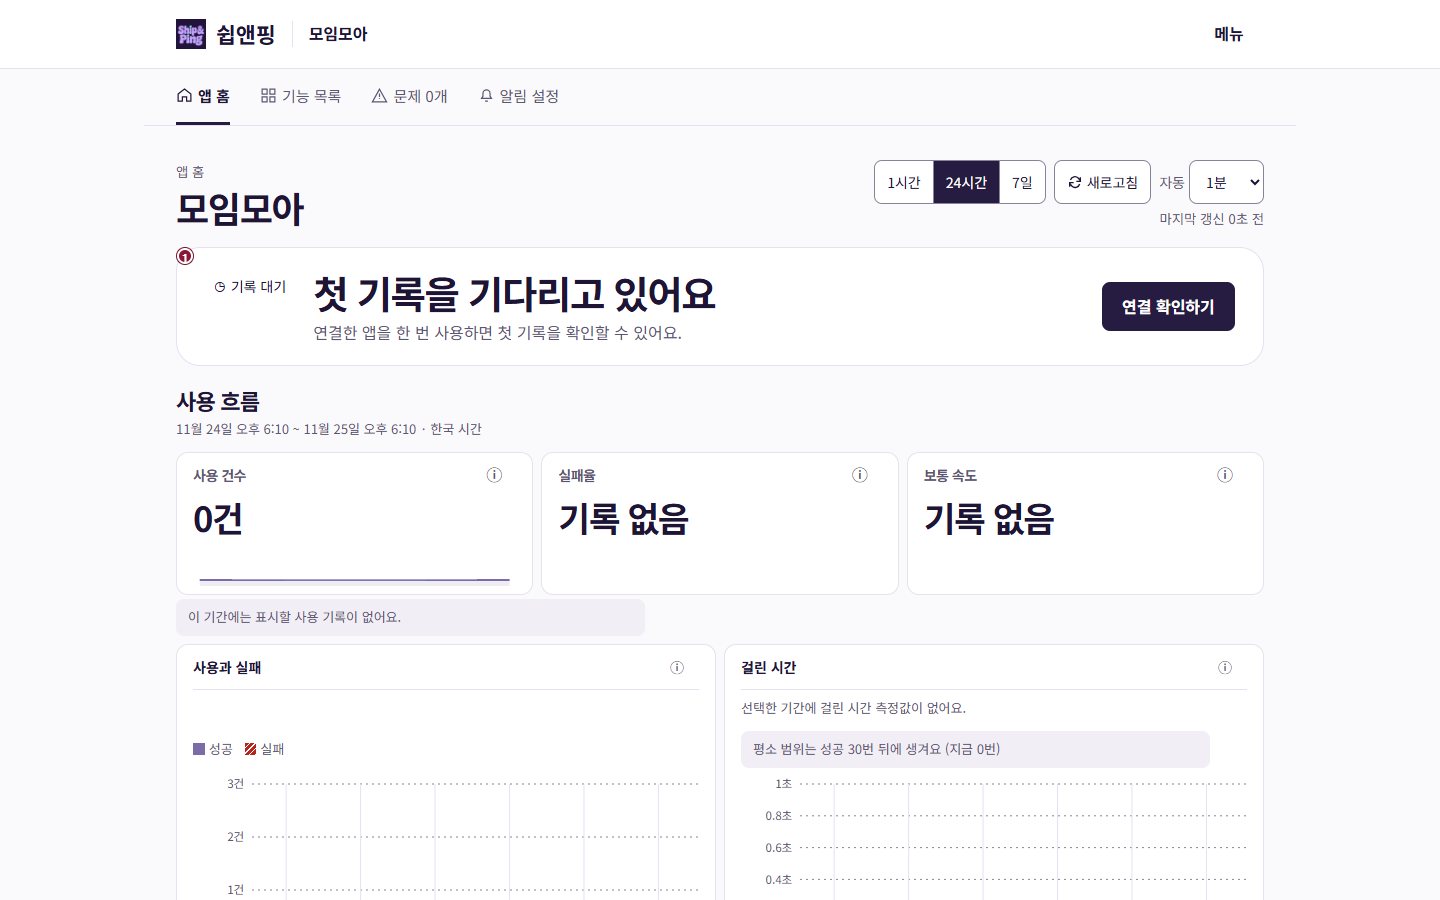 Ship& Ping 쉽앤핑 모임모아 메뉴
앱 홈 기능 목록 문제 0개 알림 설정
앱 홈
모임모아
1시간 24시간 7일 새로고침 자동 1분
마지막 갱신 0초 전
1
기록 대기
첫 기록을 기다리고 있어요
연결한 앱을 한 번 사용하면 첫 기록을 확인할 수 있어요.
연결 확인하기
사용 흐름
11월 24일 오후 6:10 ~ 11월 25일 오후 6:10 · 한국 시간
사용 건수
0건
실패율
기록 없음
보통 속도
기록 없음
이 기간에는 표시할 사용 기록이 없어요.
사용과 실패
성공 실패
3건
2건
1건
걸린 시간
선택한 기간에 걸린 시간 측정값이 없어요.
평소 범위는 성공 30번 뒤에 생겨요 (지금 0번)
1초
0.8초
0.6초
0.4초